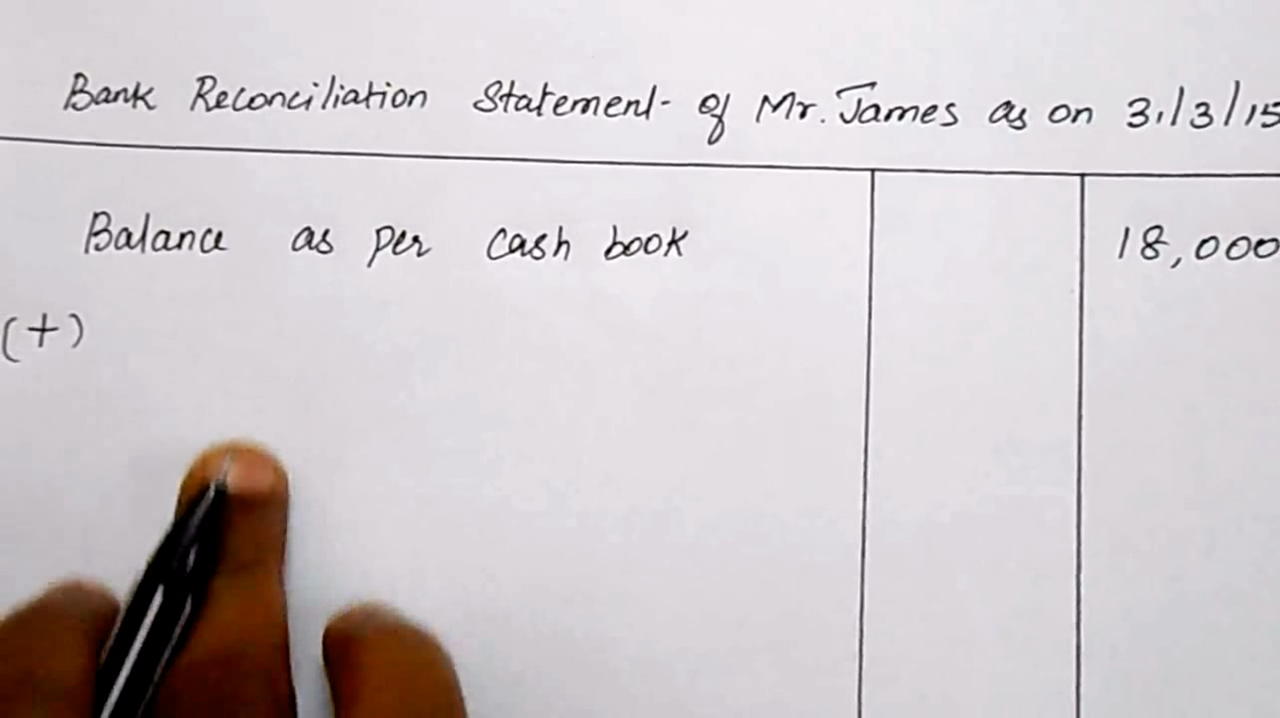 Bank Reconciliation Statement of Mr. James as on 31/3/15
Balance as per cash book 18,000
(+)